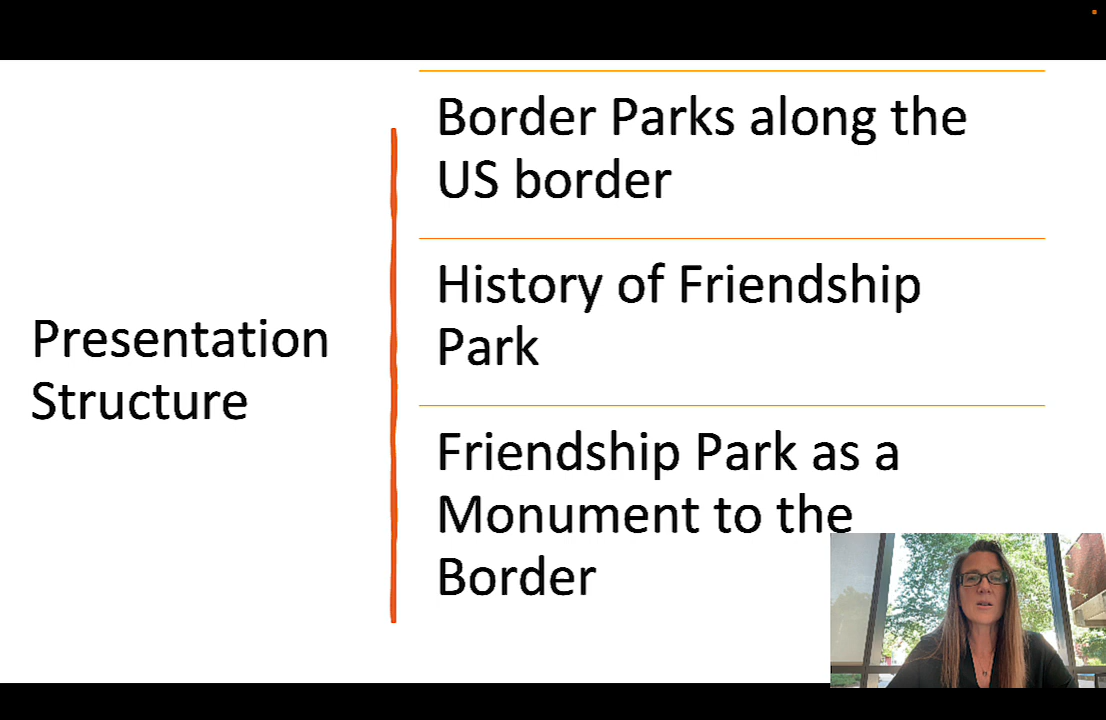 Presentation
Structure
Border Parks along the
US border
History of Friendship
Park
Friendship Park as a
Monument to the
Border